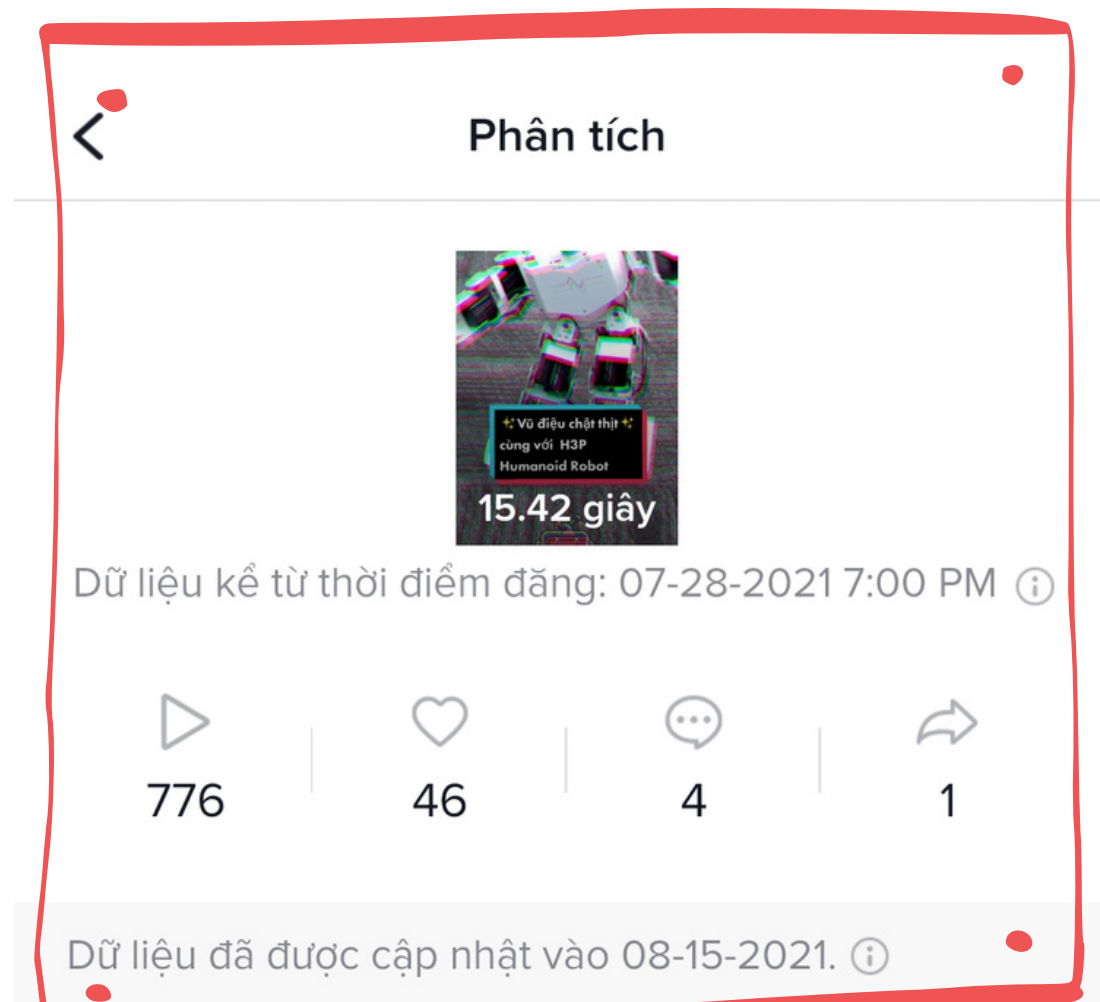 Phân tích
Vũ điệu chặt thịt
cùng với H3P
Humanoid Robot
15.42 giây
Dữ liệu kể từ thời điểm đăng: 07-28-2021 7:00 PM
776
46
4
1
Dữ liệu đã được cập nhật vào 08-15-2021.